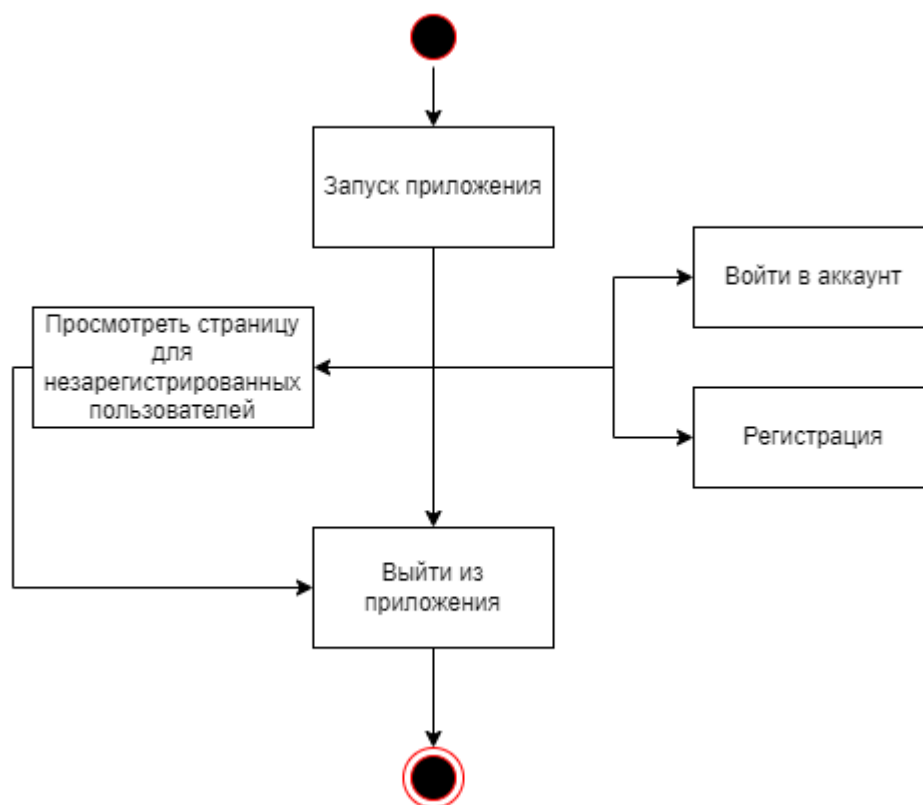 Запуск приложения
Войти в аккаунт
Просмотреть страницу
для
незарегистрированных
пользователей
Регистрация
Выйти из
приложения